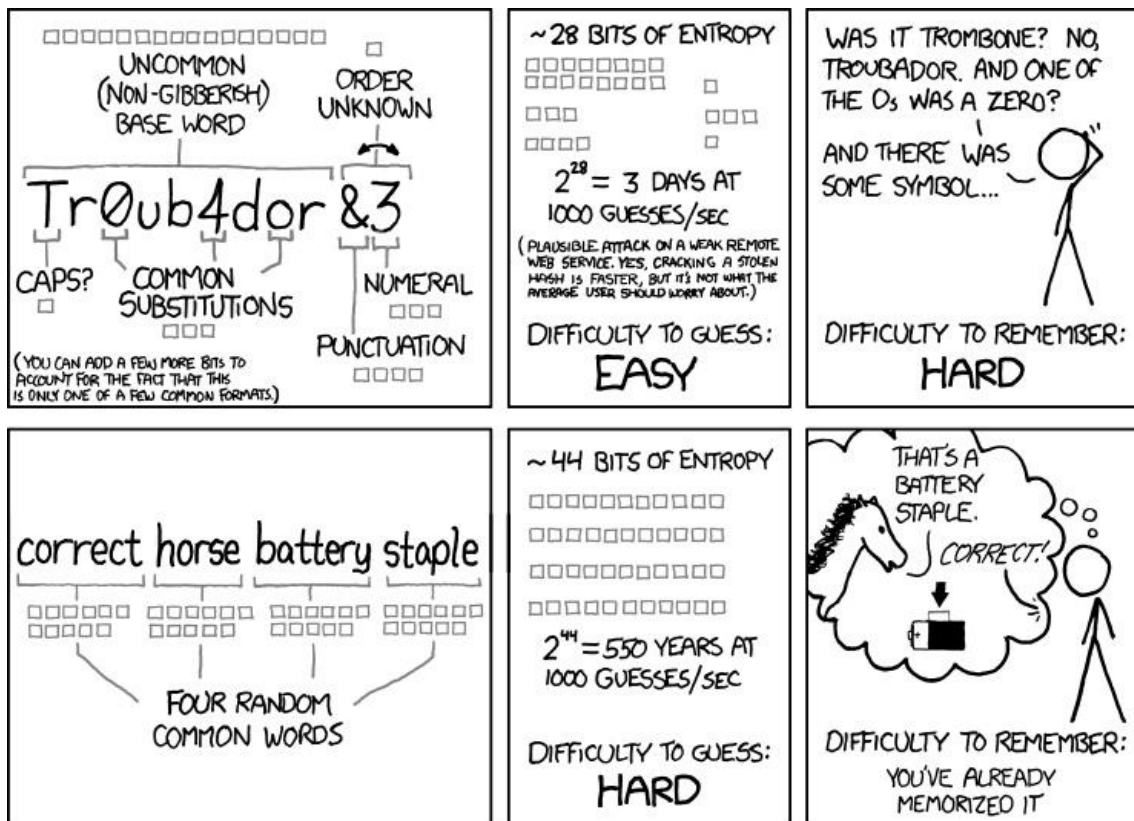 UNCOMMON
(NON-GIBBERISH)
BASE WORD
ORDER
UNKNOWN
Tr0ub4dor &3
CAPS?
COMMON
SUBSTITUTIONS
NUMERAL
PUNCTUATION
(YOU CAN ADD A FEW MORE BITS TO
ACCOUNT FOR THE FACT THAT THIS
IS ONLY ONE OF A FEW COMMON FORMATS.)
~28 BITS OF ENTROPY
2²⁸ = 3 DAYS AT
1000 GUESSES/SEC
(PLAUSIBLE ATTACK ON A WEAK REMOTE
WEB SERVICE. YES, CRACKING A STOLEN
HASH IS FASTER, BUT IT'S NOT WHAT THE
AVERAGE USER SHOULD WORRY ABOUT.)
DIFFICULTY TO GUESS:
EASY
WAS IT TROMBONE? NO,
TROUBADOR. AND ONE OF
THE Os WAS A ZERO?
AND THERE WAS
SOME SYMBOL...
DIFFICULTY TO REMEMBER:
HARD
correct horse battery staple
FOUR RANDOM
COMMON WORDS
~44 BITS OF ENTROPY
2⁴⁴ = 550 YEARS AT
1000 GUESSES/SEC
DIFFICULTY TO GUESS:
HARD
THAT'S A
BATTERY
STAPLE.
CORRECT!
DIFFICULTY TO REMEMBER:
YOU'VE ALREADY
MEMORIZED IT